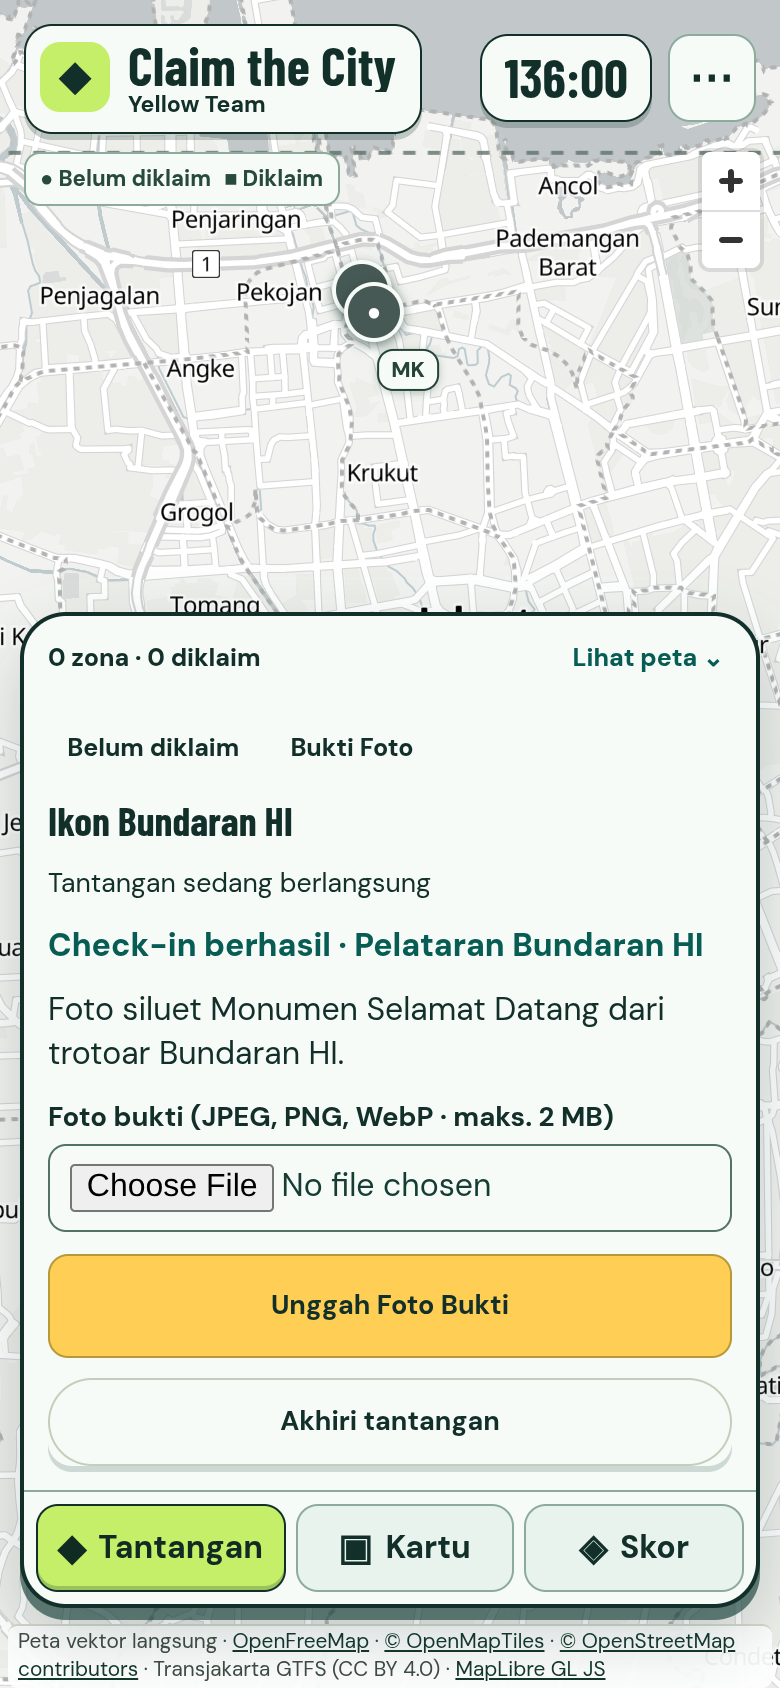 Claim the City
Yellow Team
136:00
...
● Belum diklaim ■ Diklaim
+
−
Ancol
Penjaringan
Pademangan
Barat
1
Penjagalan
Pekojan
Angke
MK
Krukut
Grogol
Tomang
0 zona · 0 diklaim
Lihat peta
Belum diklaim
Bukti Foto
Ikon Bundaran HI
Tantangan sedang berlangsung
Check-in berhasil · Pelataran Bundaran HI
Foto siluet Monumen Selamat Datang dari
trotoar Bundaran HI.
Foto bukti (JPEG, PNG, WebP · maks. 2 MB)
Choose File No file chosen
Unggah Foto Bukti
Akhiri tantangan
◆ Tantangan
▣ Kartu
◈ Skor
Peta vektor langsung · OpenFreeMap · © OpenMapTiles · © OpenStreetMap
contributors · Transjakarta GTFS (CC BY 4.0) · MapLibre GL JS